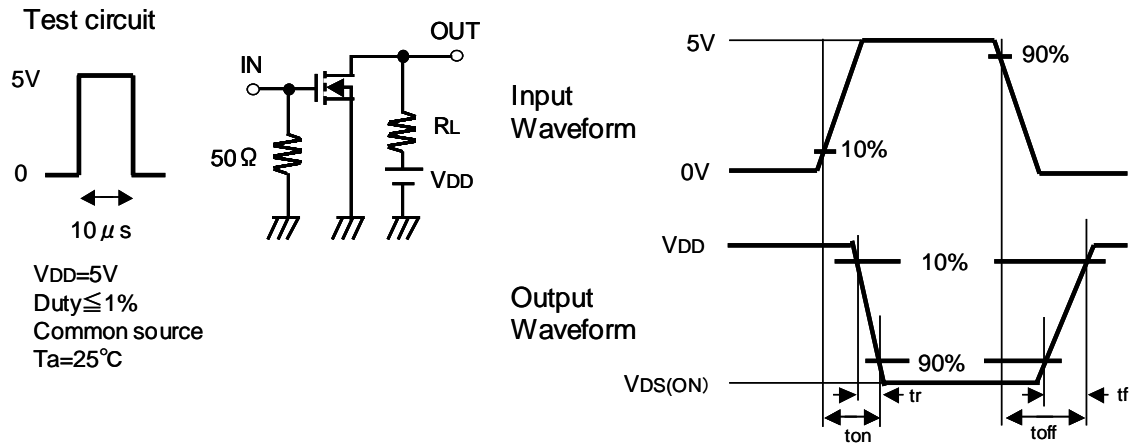 Test circuit
5V
0
10 μ s
IN
OUT
50Ω
RL
VDD
VDD=5V
Duty≦1%
Common source
Ta=25℃
Input
Waveform
5V
0V
10%
90%
Output
Waveform
VDD
VDS(ON)
10%
90%
tr
tf
ton
toff